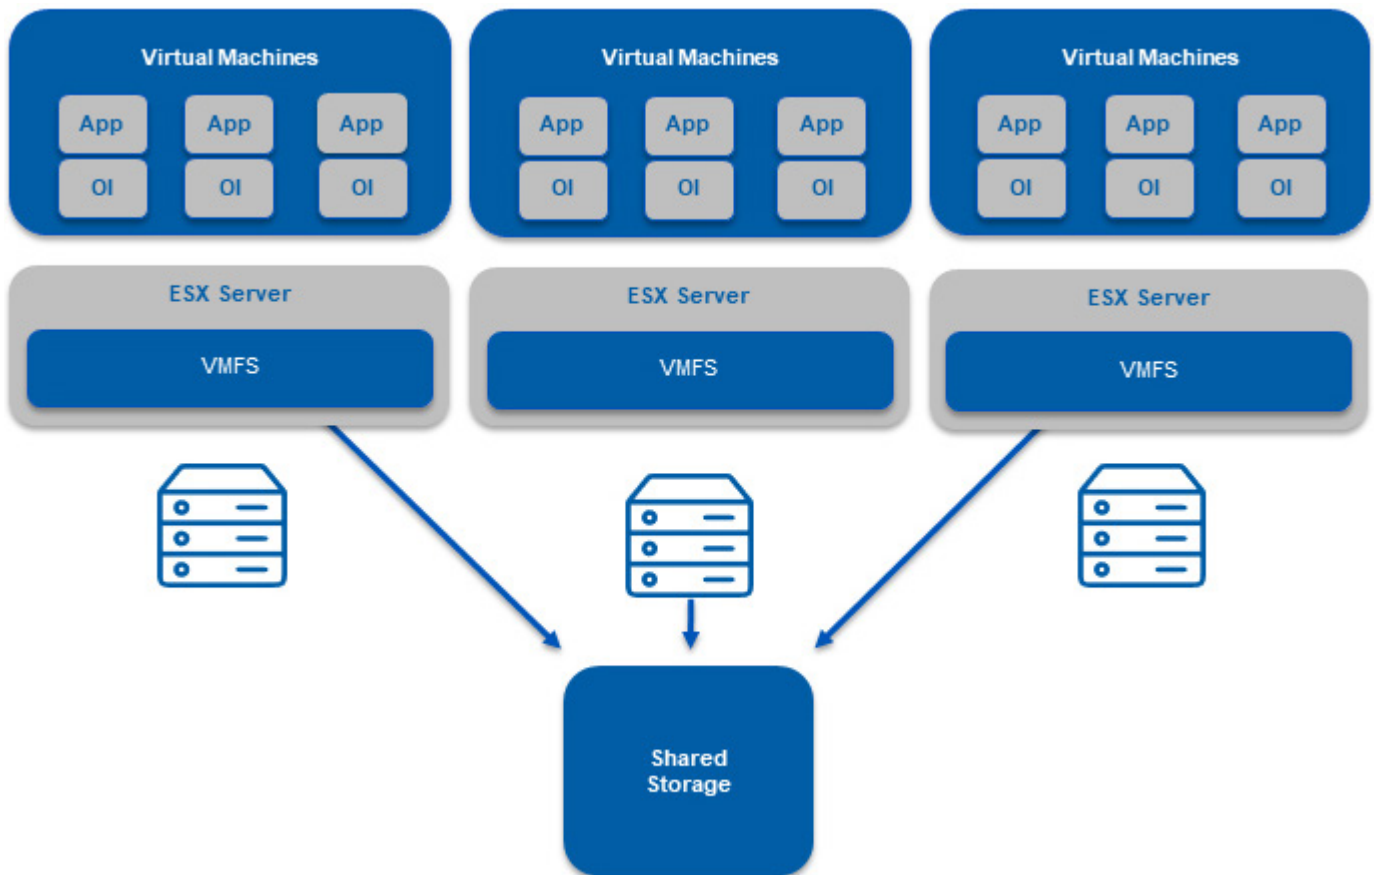 Virtual Machines
App App App
OI OI OI
ESX Server
VMFS
Virtual Machines
App App App
OI OI OI
ESX Server
VMFS
Virtual Machines
App App App
OI OI OI
ESX Server
VMFS
Shared
Storage